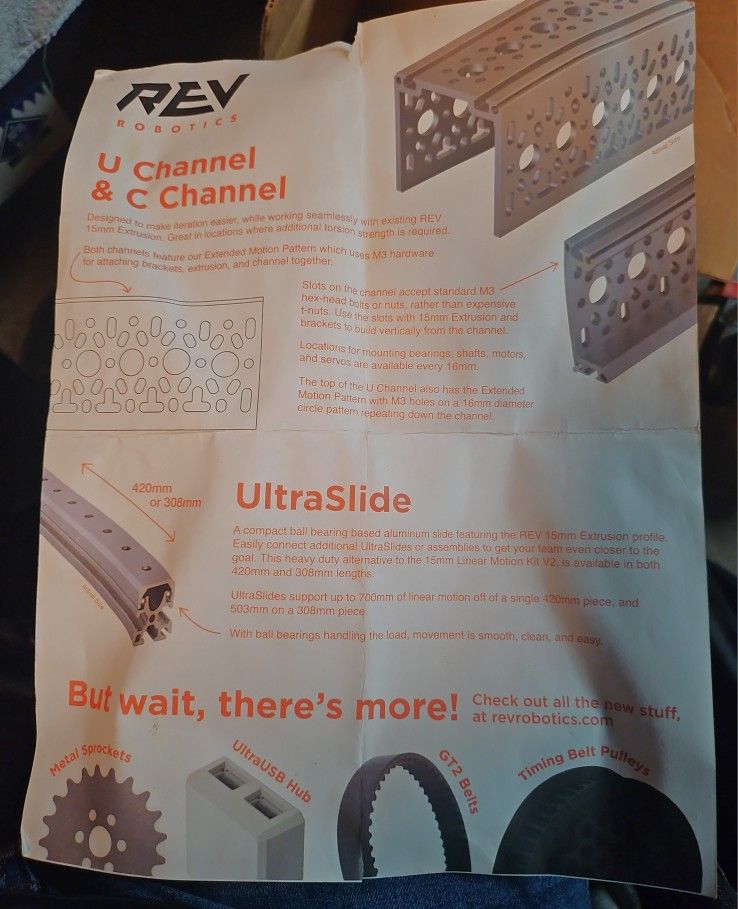 REV
ROBOTICS
U Channel
& C Channel
Designed to make iteration easier, while working seamlessly with existing REV
15mm Extrusion. Great in locations where additional torsion strength is required.
Both channels feature our Extended Motion Pattern which uses M3 hardware
for attaching brackets, extrusion, and channel together.
Actual Size
Slots on the channel accept standard M3
hex-head bolts or nuts, rather than expensive
t-nuts. Use the slots with 15mm Extrusion and
brackets to build vertically from the channel.
Locations for mounting bearings, shafts, motors,
and servos are available every 16mm.
The top of the U Channel also has the Extended
Motion Pattern with M3 holes on a 16mm diameter
circle pattern repeating down the channel.
420mm
or 308mm
Actual Size
UltraSlide
A compact ball bearing based aluminum slide featuring the REV 15mm Extrusion profile.
Easily connect additional UltraSlides or assemblies to get your team even closer to the
goal. This heavy duty alternative to the 15mm Linear Motion Kit V2, is available in both
420mm and 308mm lengths.
UltraSlides support up to 700mm of linear motion off of a single 420mm piece, and
503mm on a 308mm piece.
With ball bearings handling the load, movement is smooth, clean, and easy.
But wait, there's more!
Check out all the new stuff,
at revrobotics.com
Metal Sprockets
UltraUSB Hub
GT2 Belts
Timing Belt Pulleys